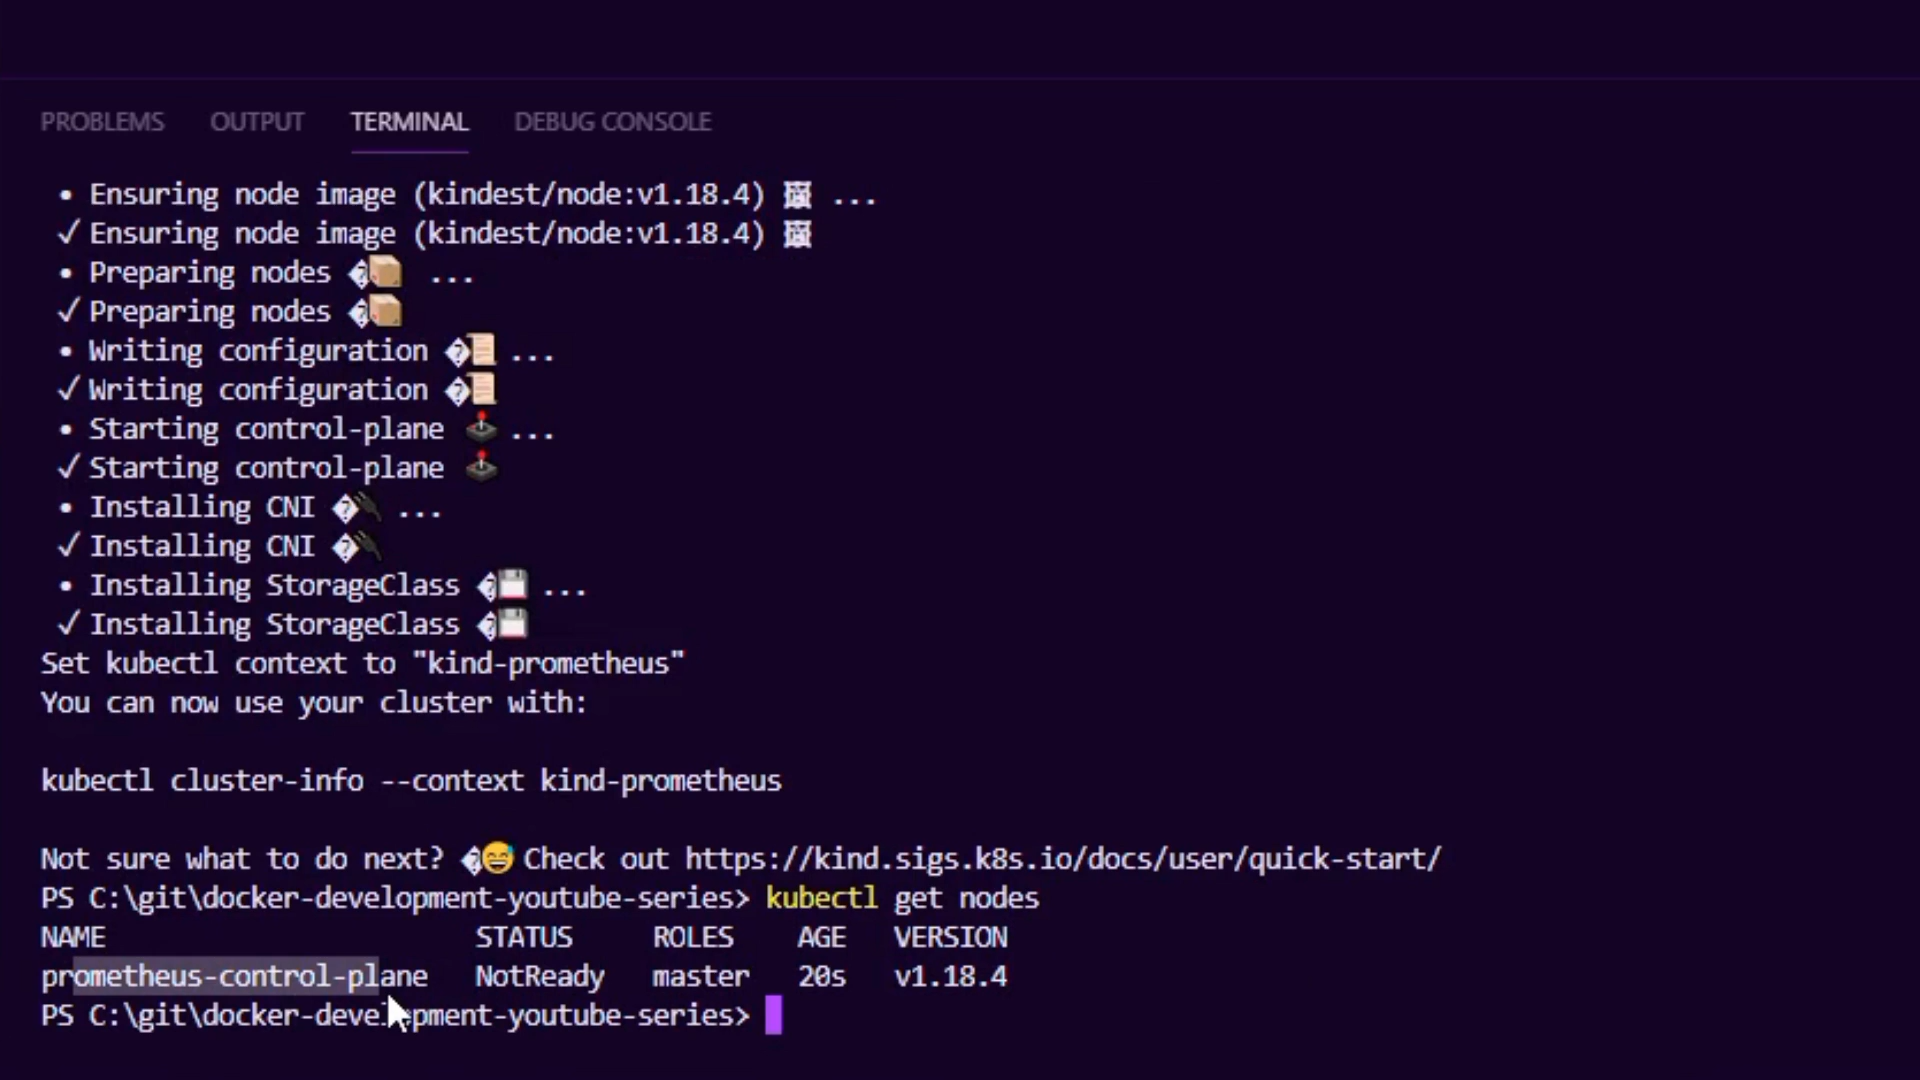 PROBLEMS OUTPUT TERMINAL DEBUG CONSOLE
• Ensuring node image (kindest/node:v1.18.4) 🖼 ...
✓ Ensuring node image (kindest/node:v1.18.4) 🖼
• Preparing nodes �📦 ...
✓ Preparing nodes �📦
• Writing configuration �📜 ...
✓ Writing configuration �📜
• Starting control-plane 🕹️ ...
✓ Starting control-plane 🕹️
• Installing CNI �🔌 ...
✓ Installing CNI �🔌
• Installing StorageClass �💾 ...
✓ Installing StorageClass �💾
Set kubectl context to "kind-prometheus"
You can now use your cluster with:
kubectl cluster-info --context kind-prometheus
Not sure what to do next? �😅 Check out https://kind.sigs.k8s.io/docs/user/quick-start/
PS C:\git\docker-development-youtube-series> kubectl get nodes
NAME STATUS ROLES AGE VERSION
prometheus-control-plane NotReady master 20s v1.18.4
PS C:\git\docker-development-youtube-series>